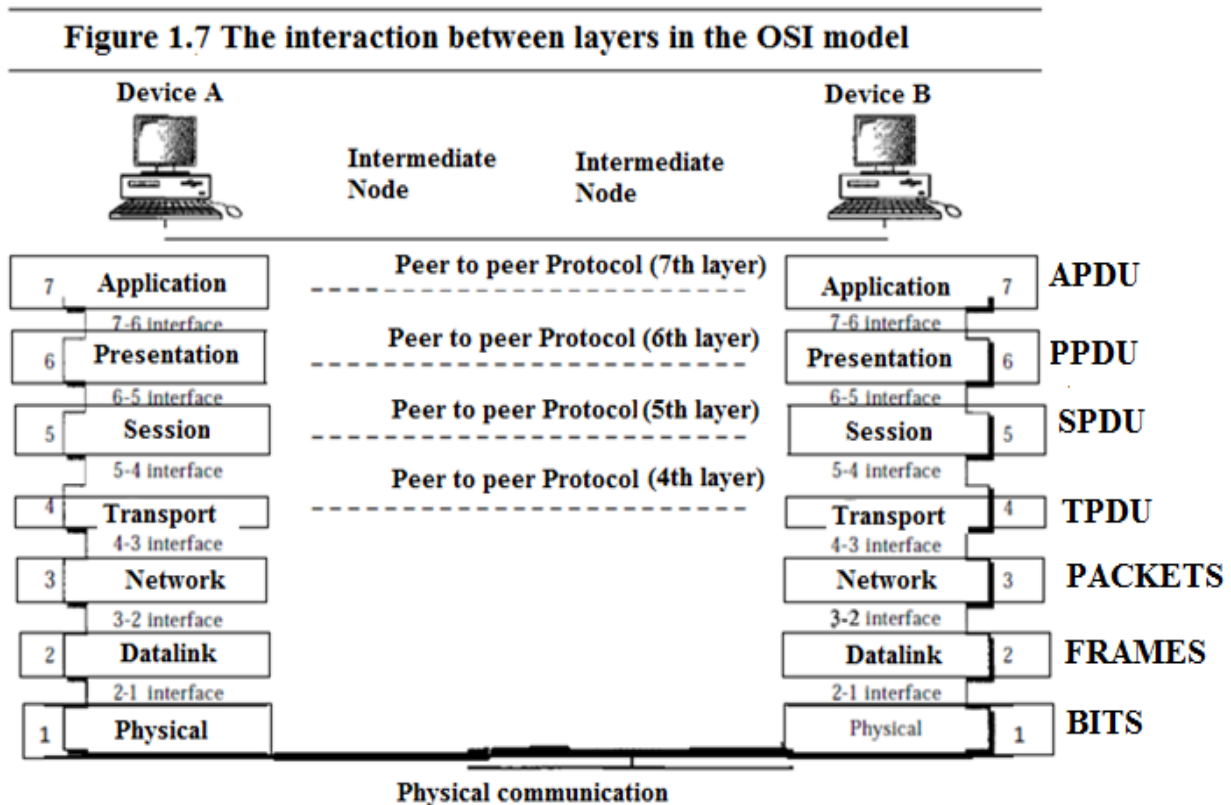 Figure 1.7 The interaction between layers in the OSI model
Device A
Device B
Intermediate
Node
Intermediate
Node
7 Application
Peer to peer Protocol (7th layer)
Application 7
APDU
7-6 interface
7-6 interface
6 Presentation
Peer to peer Protocol (6th layer)
Presentation 6
PPDU
6-5 interface
6-5 interface
5 Session
Peer to peer Protocol (5th layer)
Session 5
SPDU
5-4 interface
5-4 interface
4 Transport
Peer to peer Protocol (4th layer)
Transport 4
TPDU
4-3 interface
4-3 interface
3 Network
Network 3
PACKETS
3-2 interface
3-2 interface
2 Datalink
Datalink 2
FRAMES
2-1 interface
2-1 interface
1 Physical
Physical 1
BITS
Physical communication